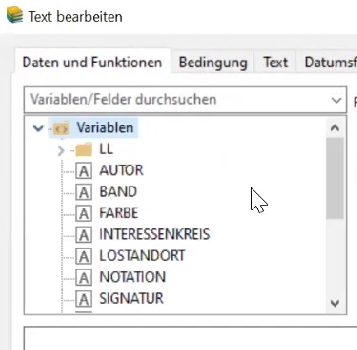 Text bearbeiten
Daten und Funktionen Bedingung Text Datumsf
Variablen/Felder durchsuchen
Variablen
LL
A AUTOR
A BAND
A FARBE
A INTERESSENKREIS
A LOSTANDORT
A NOTATION
A SIGNATUR